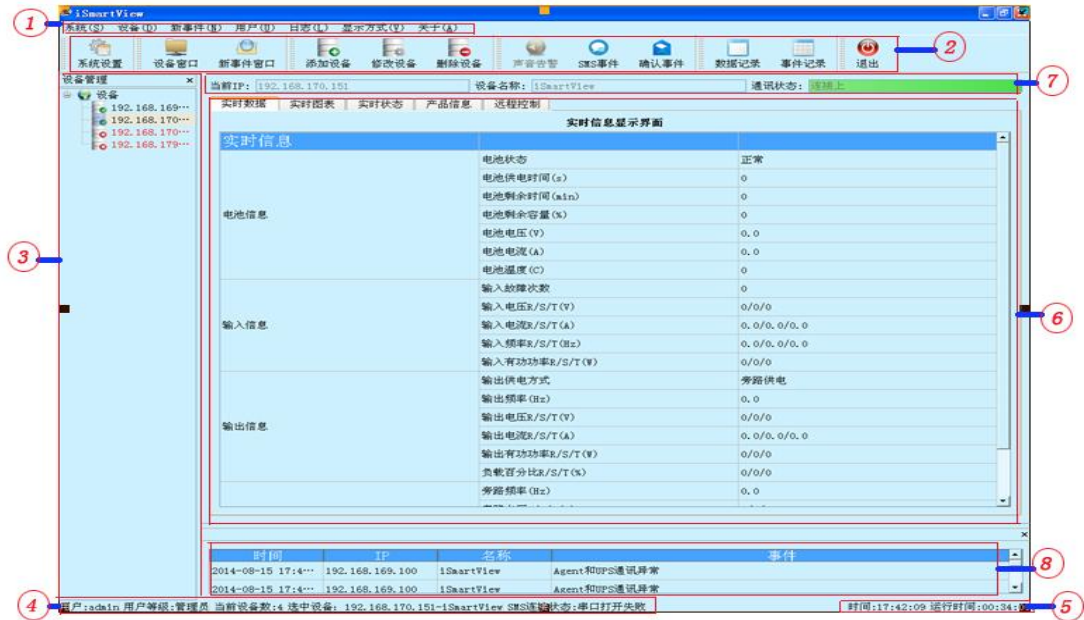 iSmartView
系统(S) 设备(D) 新事件(N) 用户(U) 日志(L) 显示方式(V) 关于(A)
1
2
系统设置 设备窗口 新事件窗口 添加设备 修改设备 删除设备 声音告警 SMS事件 确认事件 数据记录 事件记录 退出
设备管理 ×
当前IP: 192.168.170.151 设备名称: iSmartView 通讯状态: 连接上
7
设备
192.168.169…
192.168.170…
192.168.170…
192.168.179…
实时数据 实时图表 实时状态 产品信息 远程控制
实时信息显示界面
实时信息
电池信息
电池状态 正常
电池供电时间(s) 0
电池剩余时间(min) 0
电池剩余容量(%) 0
电池电压(V) 0.0
电池电流(A) 0.0
电池温度(C) 0
3
输入信息
输入故障次数 0
输入电压R/S/T(V) 0/0/0
输入电流R/S/T(A) 0.0/0.0/0.0
输入频率R/S/T(Hz) 0.0/0.0/0.0
输入有功功率R/S/T(W) 0/0/0
6
输出信息
输出供电方式 旁路供电
输出频率(Hz) 0.0
输出电压R/S/T(V) 0/0/0
输出电流R/S/T(A) 0.0/0.0/0.0
输出有功功率R/S/T(W) 0/0/0
负载百分比R/S/T(%) 0/0/0
旁路频率(Hz) 0.0
×
时间 IP 名称 事件
2014-08-15 17:4… 192.168.169.100 iSmartView Agent和UPS通讯异常
2014-08-15 17:4… 192.168.169.100 iSmartView Agent和UPS通讯异常
8
4
用户:admin 用户等级:管理员 当前设备数:4 选中设备: 192.168.170.151-iSmartView SMS连接状态:串口打开失败
时间:17:42:09 运行时间:00:34:
5